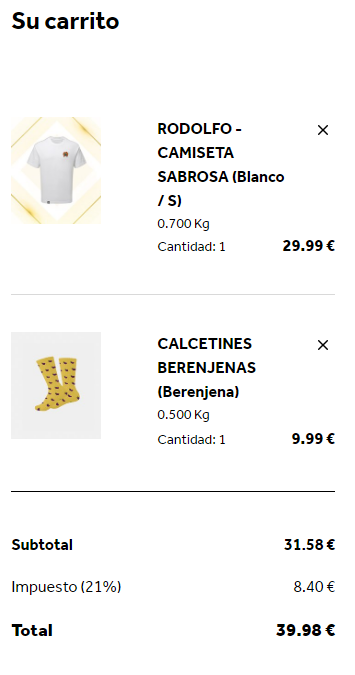 Su carrito
RODOLFO -
CAMISETA
SABROSA (Blanco
/ S)
0.700 Kg
Cantidad: 1
29.99 €
CALCETINES
BERENJENAS
(Berenjena)
0.500 Kg
Cantidad: 1
9.99 €
Subtotal 31.58 €
Impuesto (21%) 8.40 €
Total 39.98 €